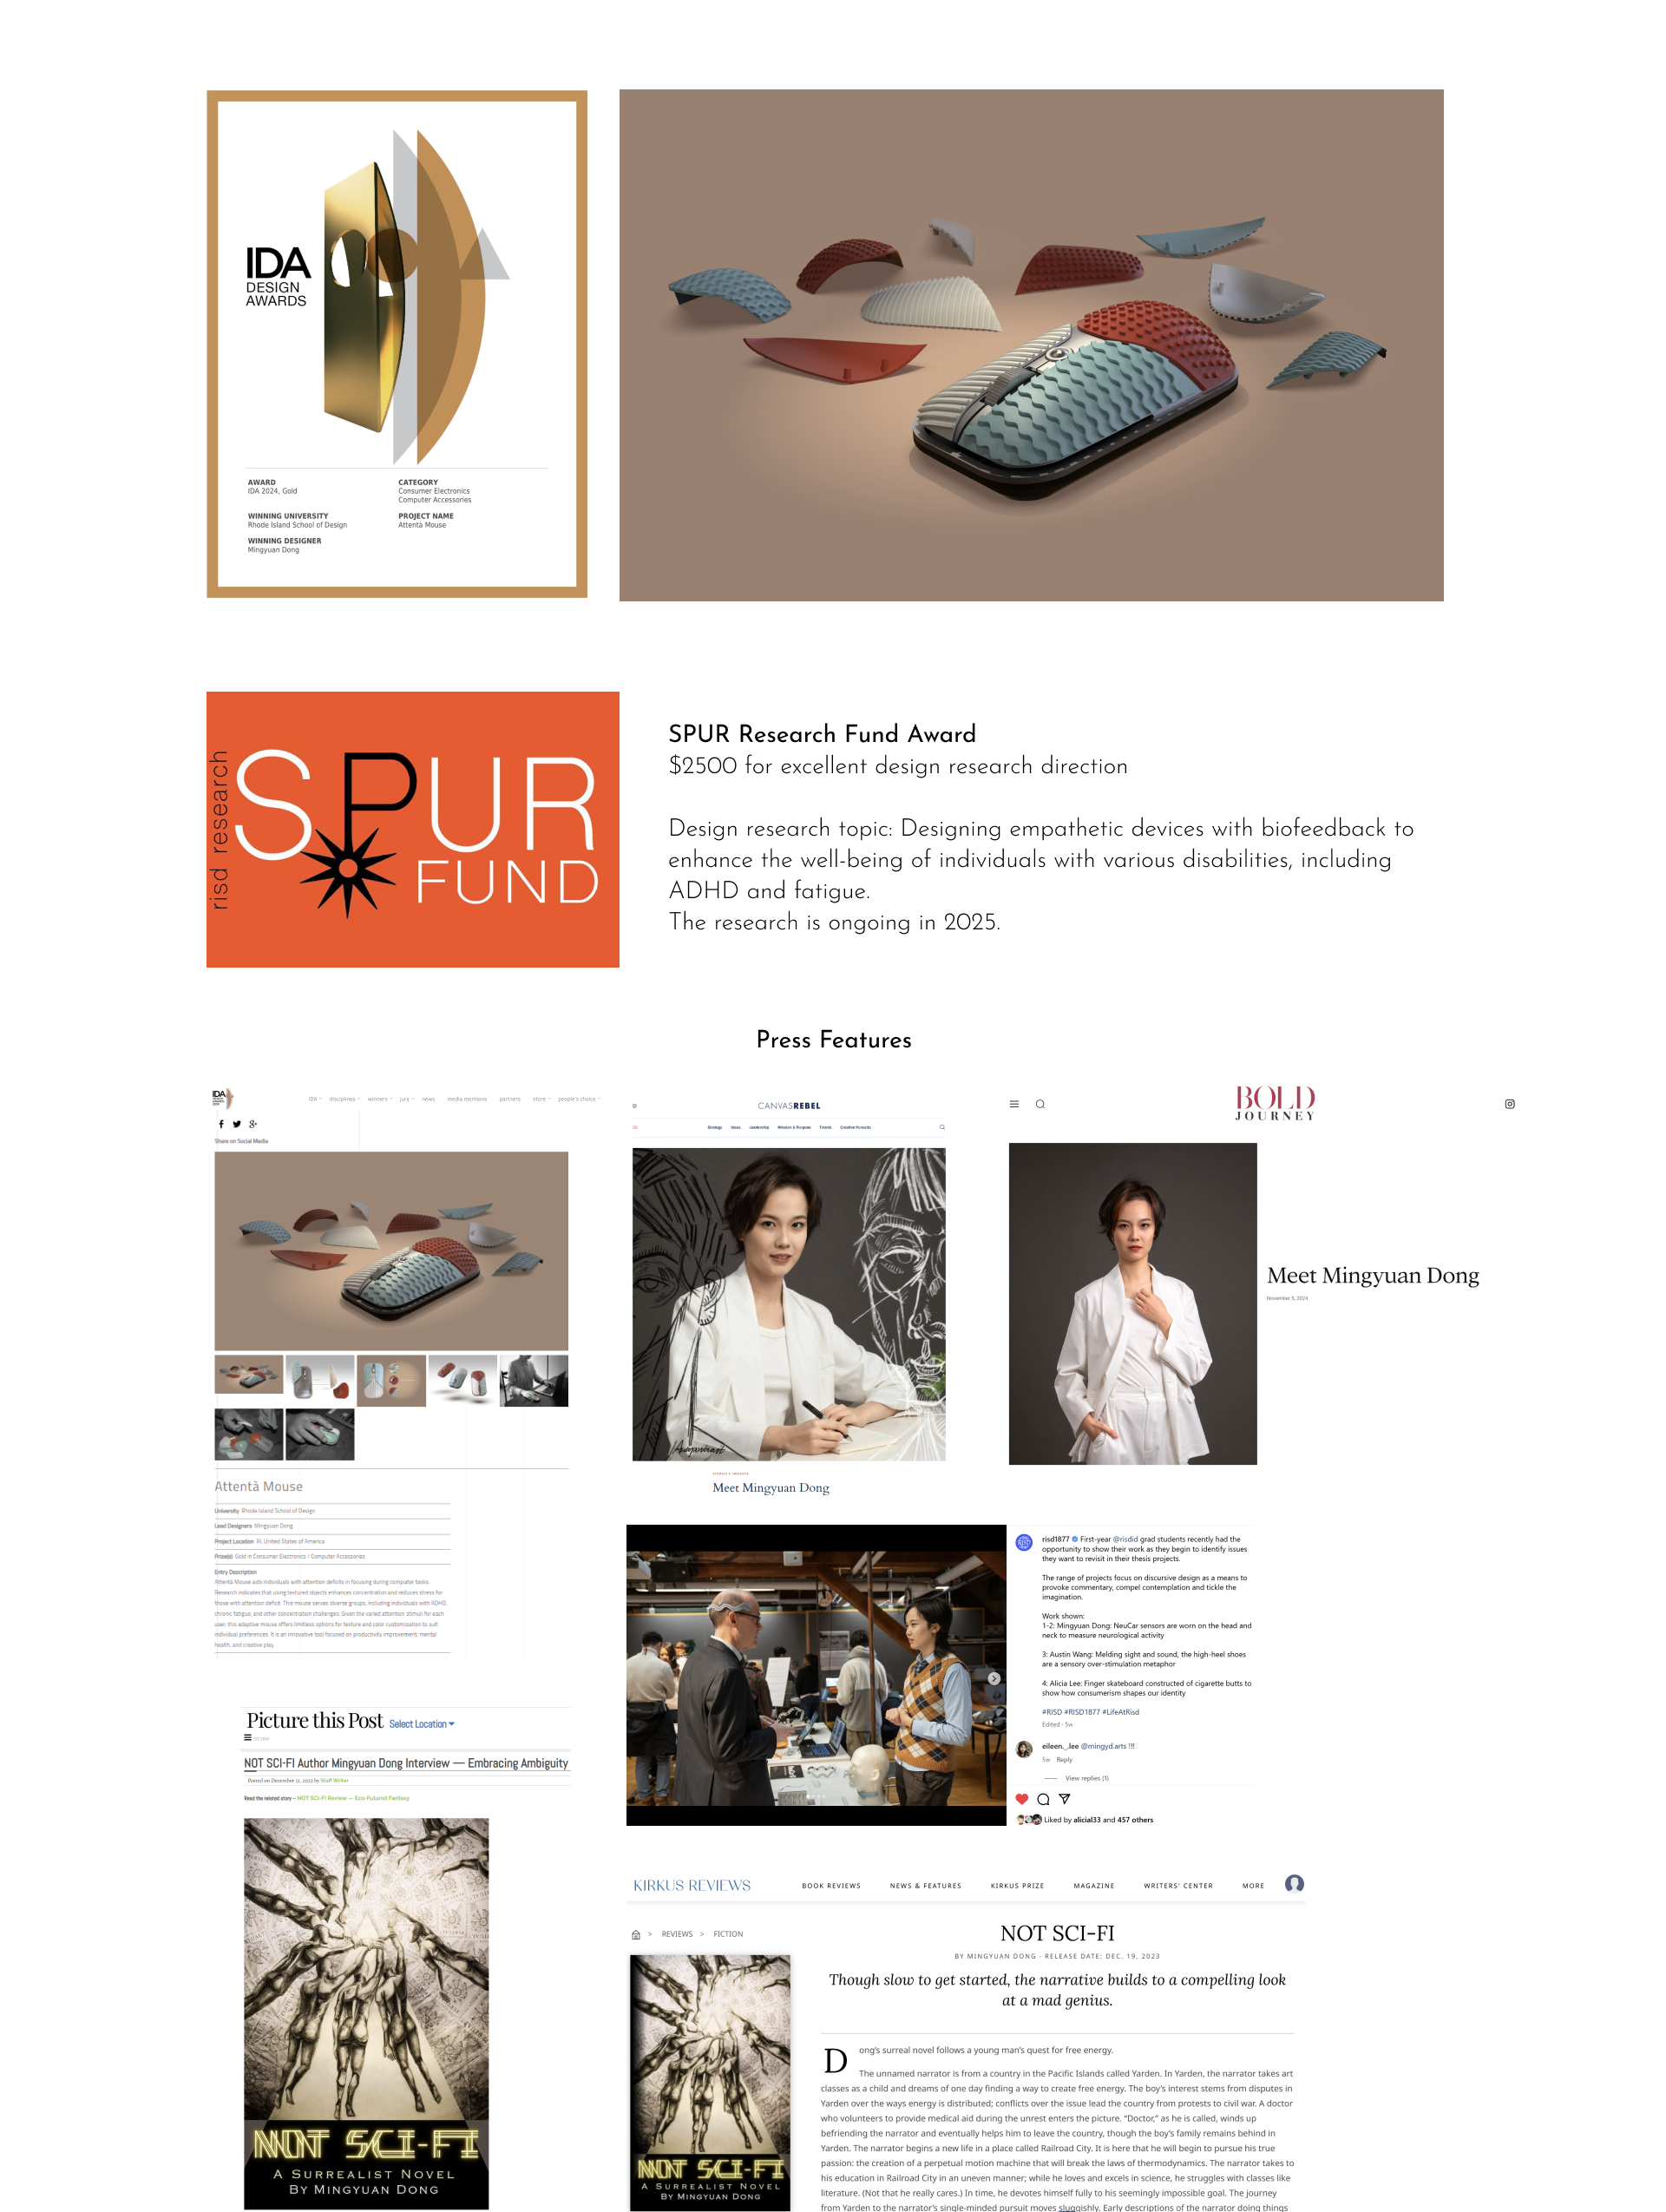 IDA
DESIGN
AWARDS
AWARD
IDA 2024, Gold
CATEGORY
Consumer Electronics
Computer Accessories
WINNING UNIVERSITY
Rhode Island School of Design
PROJECT NAME
Attentà Mouse
WINNING DESIGNER
Mingyuan Dong
risd research
SPUR
FUND
SPUR Research Fund Award
$2500 for excellent design research direction
Design research topic: Designing empathetic devices with biofeedback to
enhance the well-being of individuals with various disabilities, including
ADHD and fatigue.
The research is ongoing in 2025.
Press Features
IDA
IDA disciplines winners jury news media mentions partners store people's choice
Share on Social Media
Attentà Mouse
University Rhode Island School of Design
Lead Designers Mingyuan Dong
Project Location RI, United States of America
Prize(s) Gold in Consumer Electronics / Computer Accessories
Entry Description
Attentà Mouse aids individuals with attention deficits in focusing during computer tasks.
Research indicates that using textured objects enhances concentration and reduces stress for
those with attention deficit. This mouse serves diverse groups, including individuals with ADHD,
chronic fatigue, and other concentration challenges. Given the varied attention stimuli for each
user, this adaptive mouse offers limitless options for texture and color customization to suit
individual preferences. It is an innovative tool focused on productivity improvement, mental
health, and creative play.
CANVASREBEL
Strategy Ideas Leadership Mission & Purpose Trends Creative Pursuits
STORIES & INSIGHTS
Meet Mingyuan Dong
BOLD
JOURNEY
Meet Mingyuan Dong
November 5, 2024
risd1877 First-year @risdid grad students recently had the
opportunity to show their work as they begin to identify issues
they want to revisit in their thesis projects.
The range of projects focus on discursive design as a means to
provoke commentary, compel contemplation and tickle the
imagination.
Work shown:
1-2: Mingyuan Dong: NeuCar sensors are worn on the head and
neck to measure neurological activity
3: Austin Wang: Melding sight and sound, the high-heel shoes
are a sensory over-stimulation metaphor
4: Alicia Lee: Finger skateboard constructed of cigarette butts to
show how consumerism shapes our identity
#RISD #RISD1877 #LifeAtRisd
Edited · 5w
eileen._.lee @mingyd.arts !!!
5w Reply
View replies (1)
Liked by alicial33 and 457 others
Picture this Post Select Location
NOT SCI-FI Author Mingyuan Dong Interview — Embracing Ambiguity
Posted on December 12, 2023 by Staff Writer
Read the related story – NOT SCI-FI Review — Eco-Futurist Fantasy
NOT SCI-FI
A SURREALIST NOVEL
BY MINGYUAN DONG
KIRKUS REVIEWS
BOOK REVIEWS NEWS & FEATURES KIRKUS PRIZE MAGAZINE WRITERS' CENTER MORE
> REVIEWS > FICTION
NOT SCI-FI
BY MINGYUAN DONG · RELEASE DATE: DEC. 19, 2023
Though slow to get started, the narrative builds to a compelling look
at a mad genius.
Dong's surreal novel follows a young man's quest for free energy.
The unnamed narrator is from a country in the Pacific Islands called Yarden. In Yarden, the narrator takes art
classes as a child and dreams of one day finding a way to create free energy. The boy's interest stems from disputes in
Yarden over the ways energy is distributed; conflicts over the issue lead the country from protests to civil war. A doctor
who volunteers to provide medical aid during the unrest enters the picture. "Doctor," as he is called, winds up
befriending the narrator and eventually helps him to leave the country, though the boy's family remains behind in
Yarden. The narrator begins a new life in a place called Railroad City. It is here that he will begin to pursue his true
passion: the creation of a perpetual motion machine that will break the laws of thermodynamics. The narrator takes to
his education in Railroad City in an uneven manner; while he loves and excels in science, he struggles with classes like
literature. (Not that he really cares.) In time, he devotes himself fully to his seemingly impossible goal. The journey
from Yarden to the narrator's single-minded pursuit moves sluggishly. Early descriptions of the narrator doing things
NOT SCI-FI
A SURREALIST NOVEL
BY MINGYUAN DONG